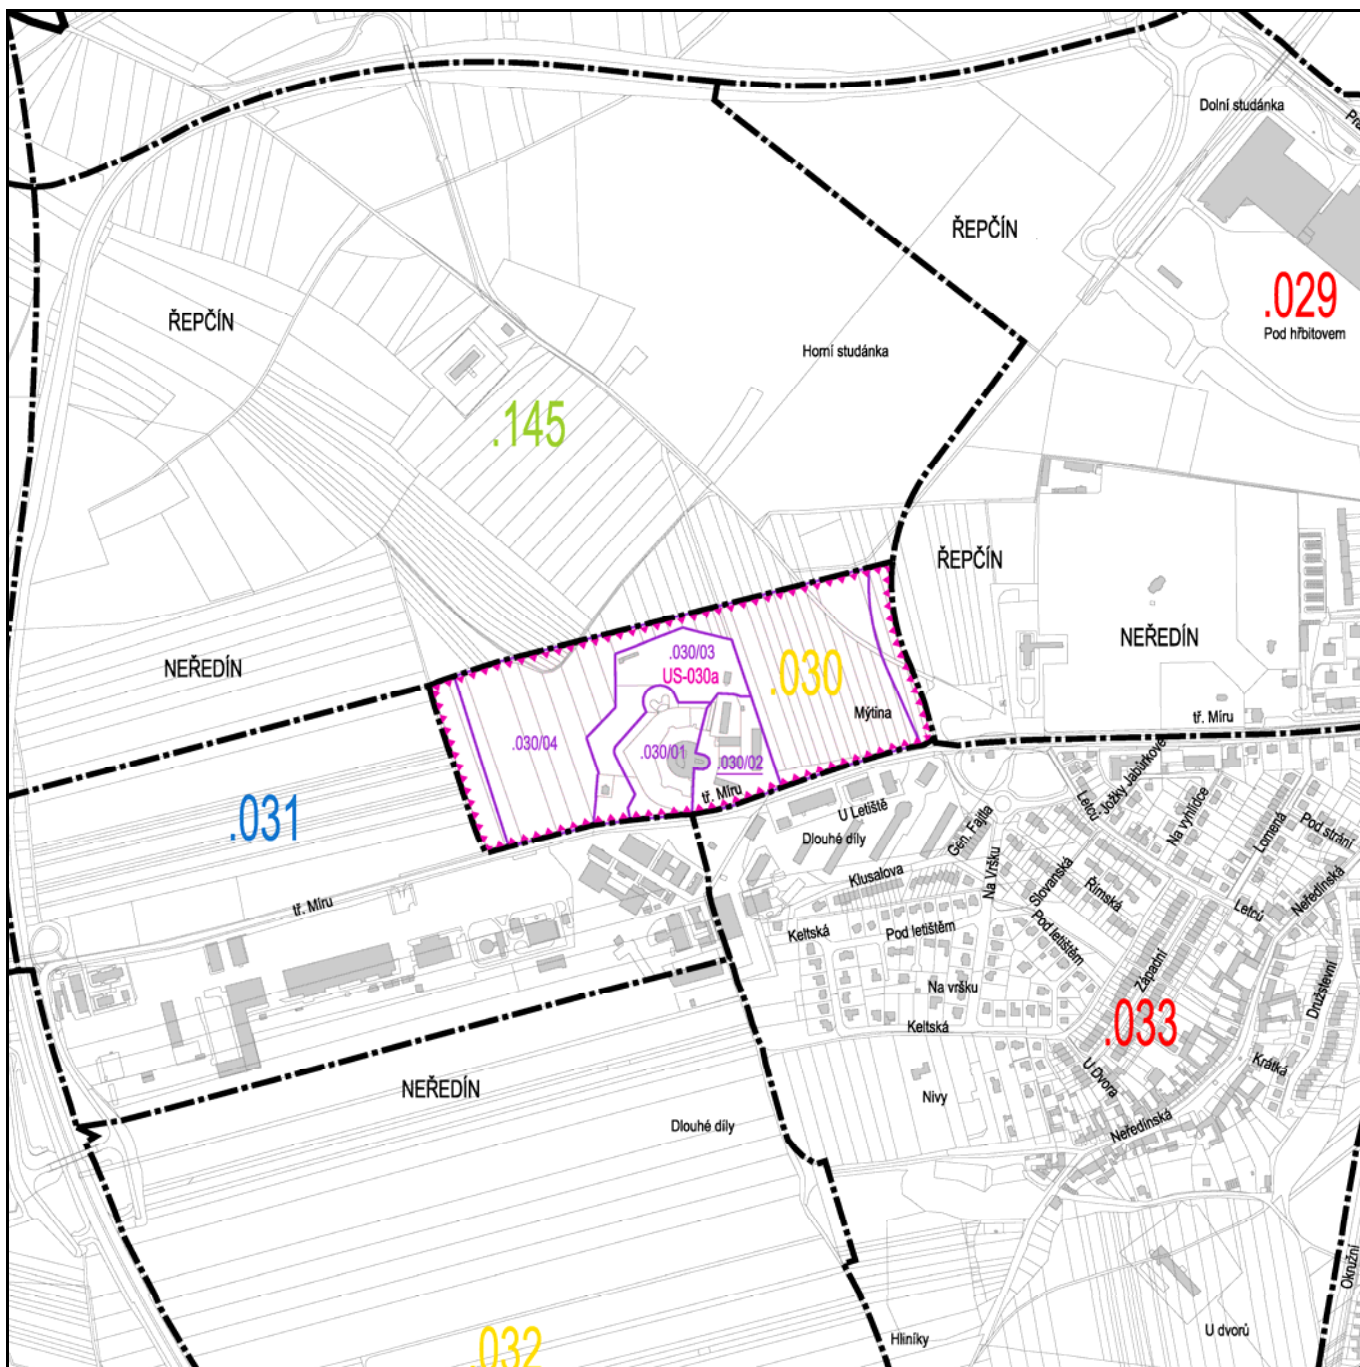 Dolní studánka
ŘEPČÍN
.029
Pod hřbitovem
ŘEPČÍN
Horní studánka
.145
ŘEPČÍN
NEŘEDÍN
NEŘEDÍN
.030/03
US-030a
.030
Mýtina
tř. Míru
.030/04
.030/01
.030/02
tř. Míru
.031
U Letiště
Dlouhé díly
Gen. Fajtla
Letců
Jožky Jabůrkové
Na vyhlídce
Lomená
Pod strání
Klusalova
Na Vršku
Slovanská
Římská
Neředínská
Letců
tř. Míru
Keltská
Pod letištěm
Pod letištěm
Západní
Družstevní
Na vršku
Keltská
.033
U Dvora
Krátká
NEŘEDÍN
Nivy
Neředínská
Dlouhé díly
Okružní
.032
Hliníky
U dvorů